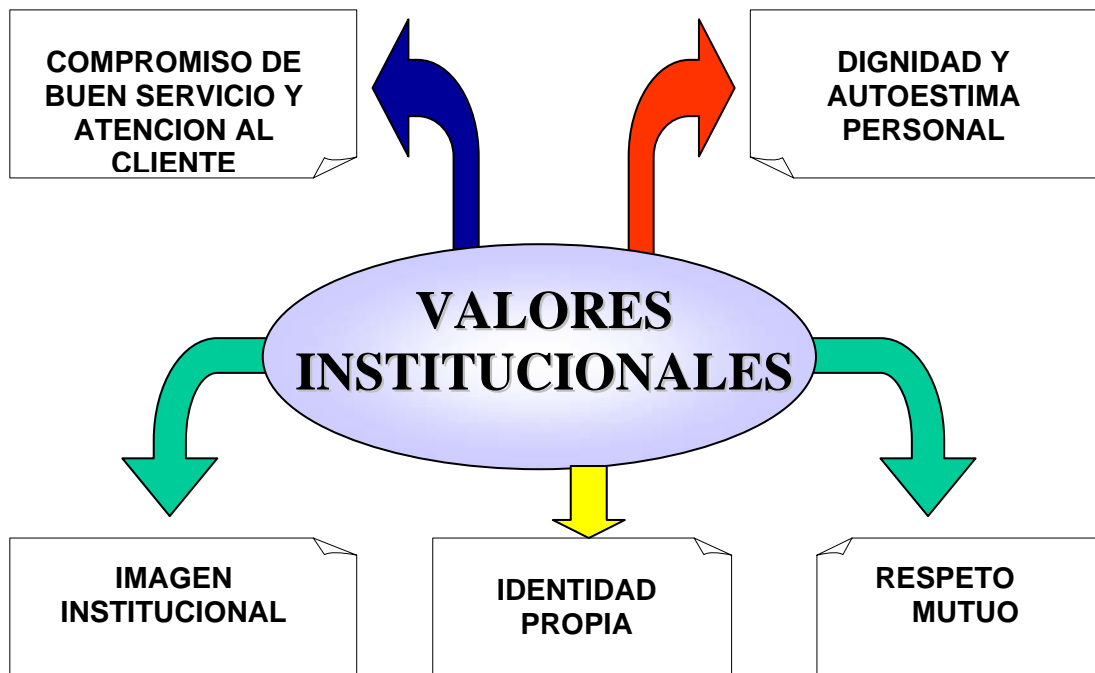 COMPROMISO DE
BUEN SERVICIO Y
ATENCION AL
CLIENTE
DIGNIDAD Y
AUTOESTIMA
PERSONAL
VALORES
INSTITUCIONALES
IMAGEN
INSTITUCIONAL
IDENTIDAD
PROPIA
RESPETO
MUTUO